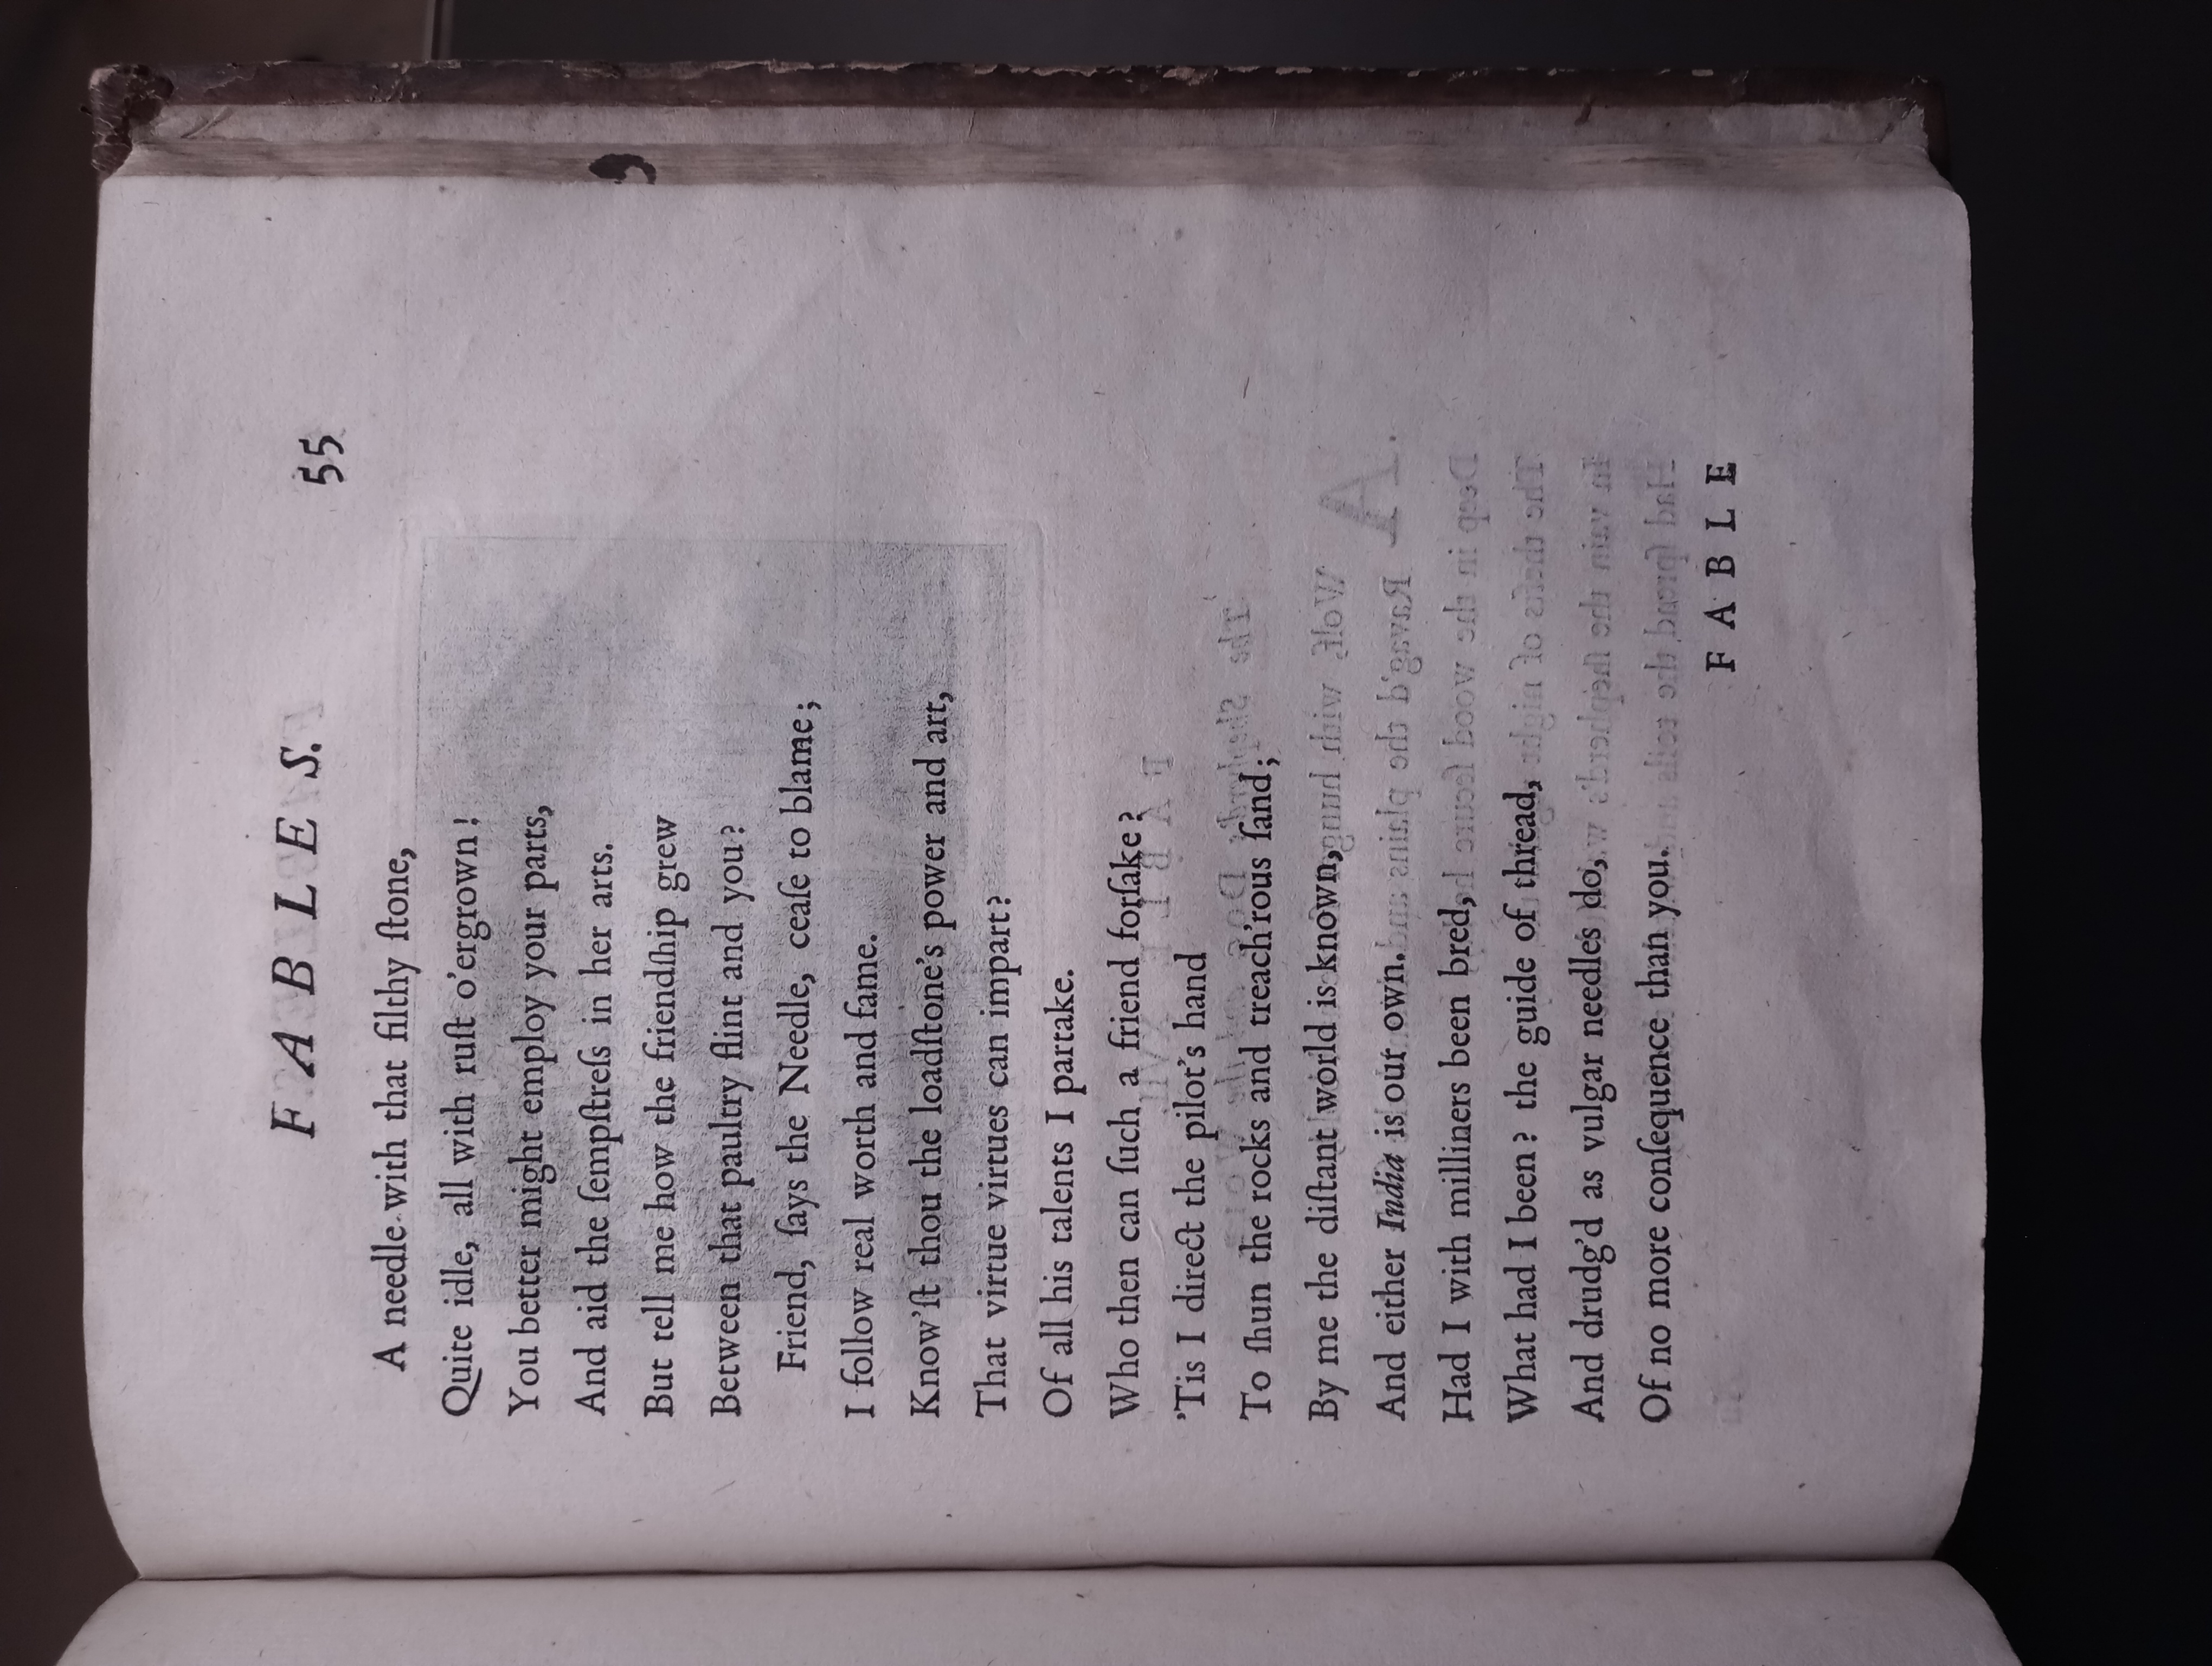 FABLES. 55
A needle with that filthy ſtone,
Quite idle, all with ruſt o'ergrown!
You better might employ your parts,
And aid the ſempſtreſs in her arts.
But tell me how the friendſhip grew
Between that paultry flint and you?
Friend, ſays the Needle, ceaſe to blame;
I follow real worth and fame.
Know'ſt thou the loadſtone's power and art,
That virtue virtues can impart?
Of all his talents I partake.
Who then can ſuch a friend forſake?
'Tis I direct the pilot's hand
To ſhun the rocks and treach'rous ſand;
By me the diſtant world is known,
And either India is our own.
Had I with milliners been bred,
What had I been? the guide of thread,
And drudg'd as vulgar needles do,
Of no more conſequence than you.
FABLE